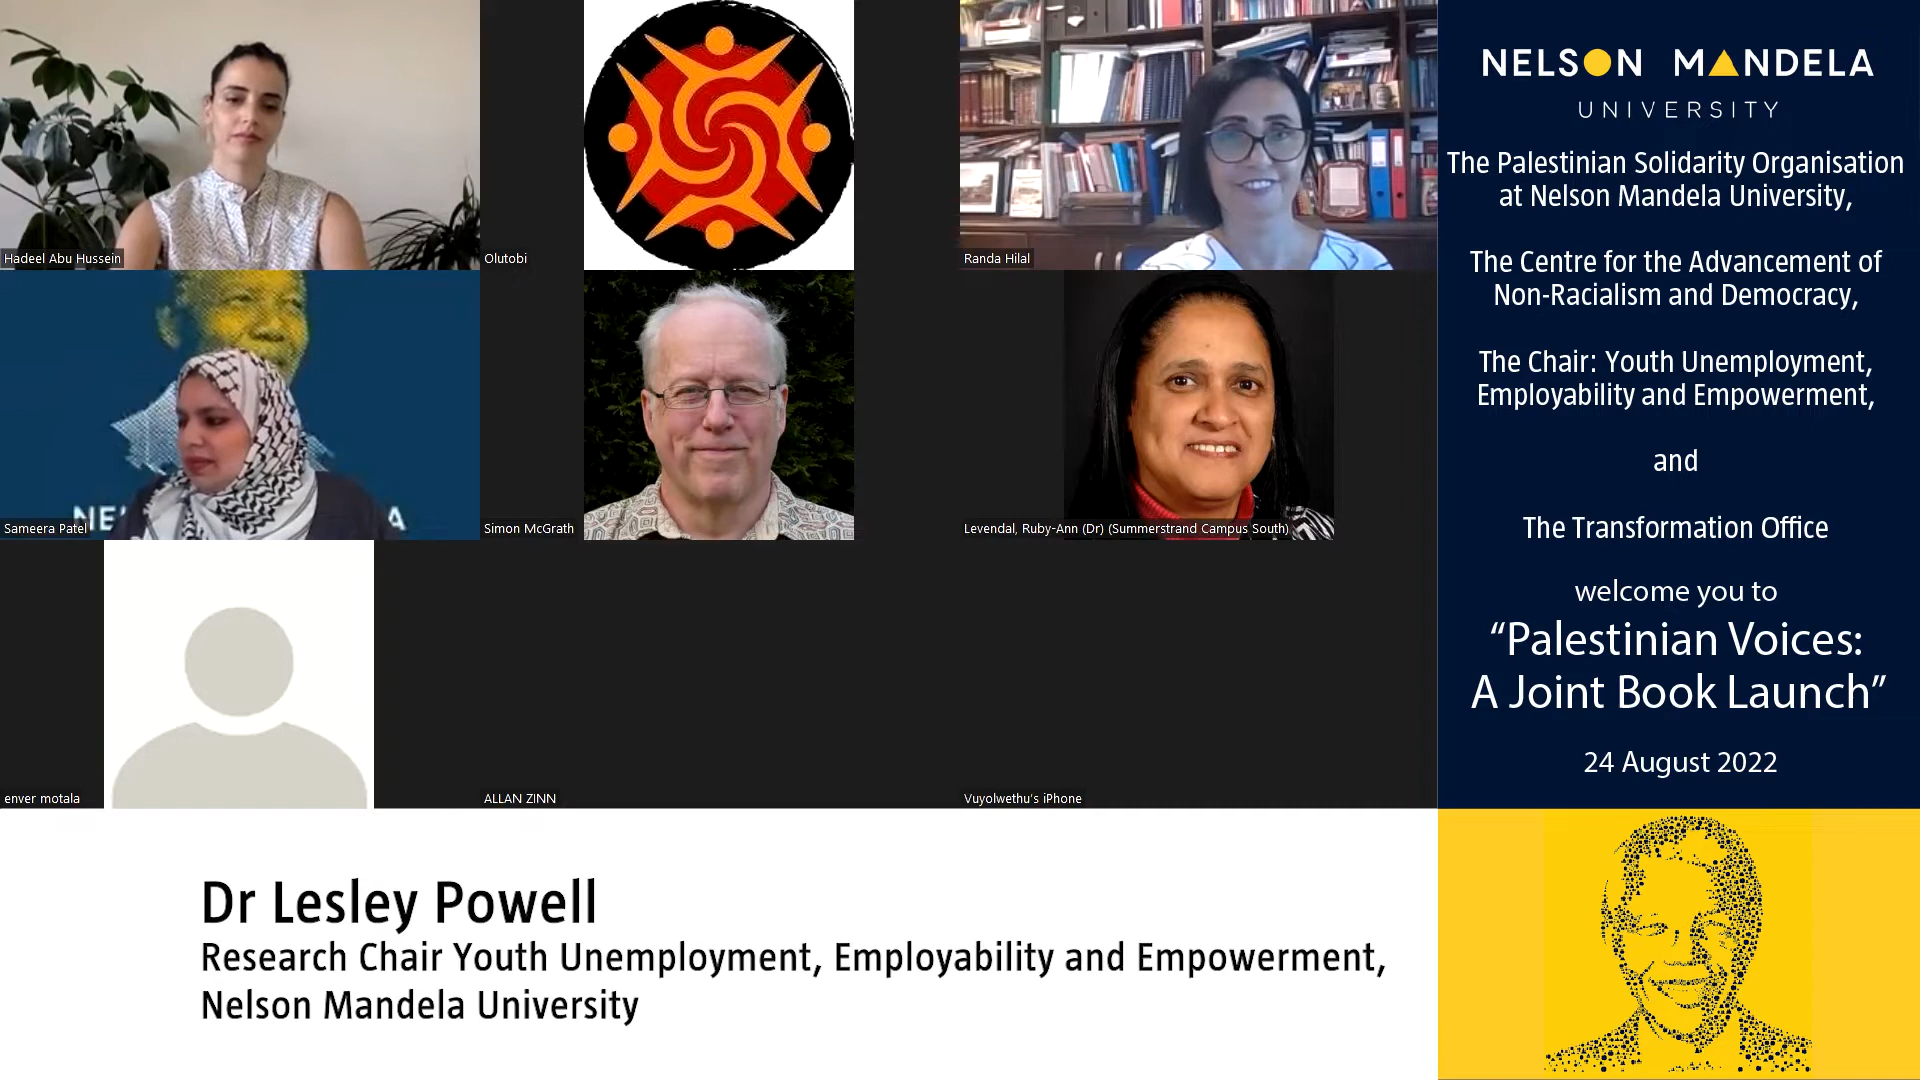 Hadeel Abu Hussein
Olutobi
Randa Hilal
Sameera Patel
NE
A
Simon McGrath
Levendal, Ruby-Ann (Dr) (Summerstrand Campus South)
enver motala
ALLAN ZINN
Vuyolwethu's iPhone
NELSON MANDELA
UNIVERSITY
The Palestinian Solidarity Organisation
at Nelson Mandela University,
The Centre for the Advancement of
Non-Racialism and Democracy,
The Chair: Youth Unemployment,
Employability and Empowerment,
and
The Transformation Office
welcome you to
“Palestinian Voices:
A Joint Book Launch”
24 August 2022
Dr Lesley Powell
Research Chair Youth Unemployment, Employability and Empowerment,
Nelson Mandela University